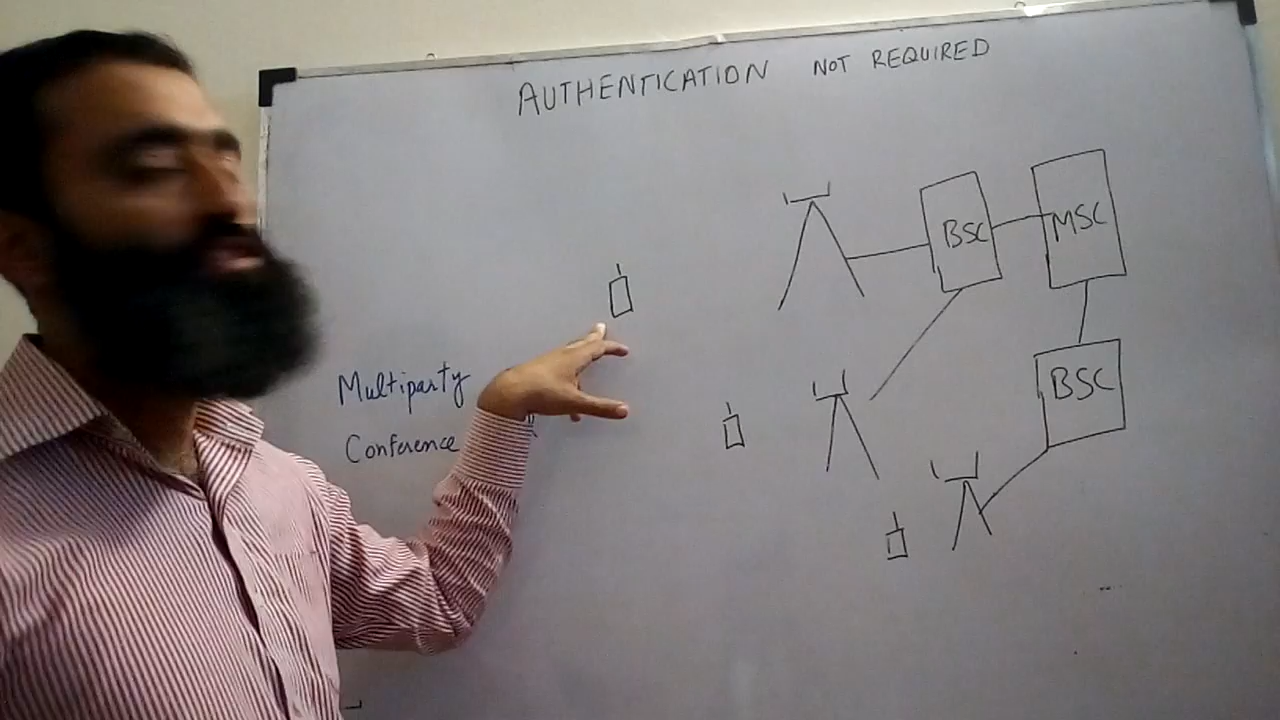 AUTHENTICATION NOT REQUIRED
BSC
MSC
Multiparty
Conference
BSC